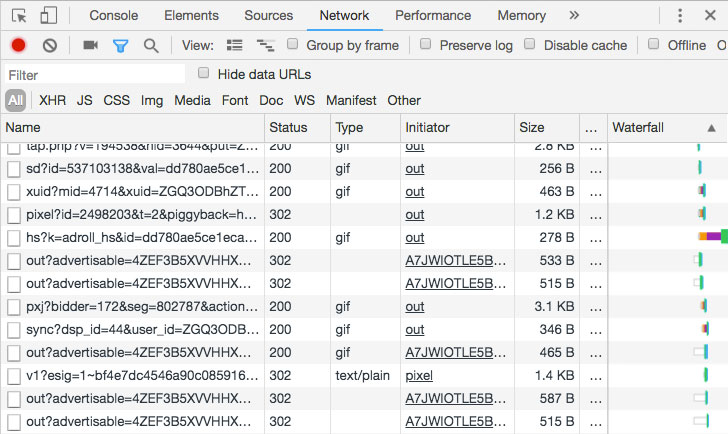 Console Elements Sources Network Performance Memory »
View: Group by frame Preserve log Disable cache Offline O
Filter Hide data URLs
All XHR JS CSS Img Media Font Doc WS Manifest Other
Name Status Type Initiator Size ... Waterfall
tap.php?v=194538&nid=3644&put=Z... 200 gif out 2.8 KB ...
sd?id=537103138&val=dd780ae5ce1... 200 gif out 256 B ...
xuid?mid=4714&xuid=ZGQ3ODBhZT... 200 gif out 463 B ...
pixel?id=2498203&t=2&piggyback=h... 302 out 1.2 KB ...
hs?k=adroll_hs&id=dd780ae5ce1eca... 200 gif out 278 B ...
out?advertisable=4ZEF3B5XVVHHX... 302 A7JWIOTLE5B... 533 B ...
out?advertisable=4ZEF3B5XVVHHX... 302 A7JWIOTLE5B... 515 B ...
pxj?bidder=172&seg=802787&action... 200 gif out 3.1 KB ...
sync?dsp_id=44&user_id=ZGQ3ODB... 200 gif out 346 B ...
out?advertisable=4ZEF3B5XVVHHX... 200 gif A7JWIOTLE5B... 465 B ...
v1?esig=1~bf4e7dc4546a90c085916... 302 text/plain pixel 1.4 KB ...
out?advertisable=4ZEF3B5XVVHHX... 302 A7JWIOTLE5B... 587 B ...
out?advertisable=4ZEF3B5XVVHHX... 302 A7JWIOTLE5B... 515 B ...